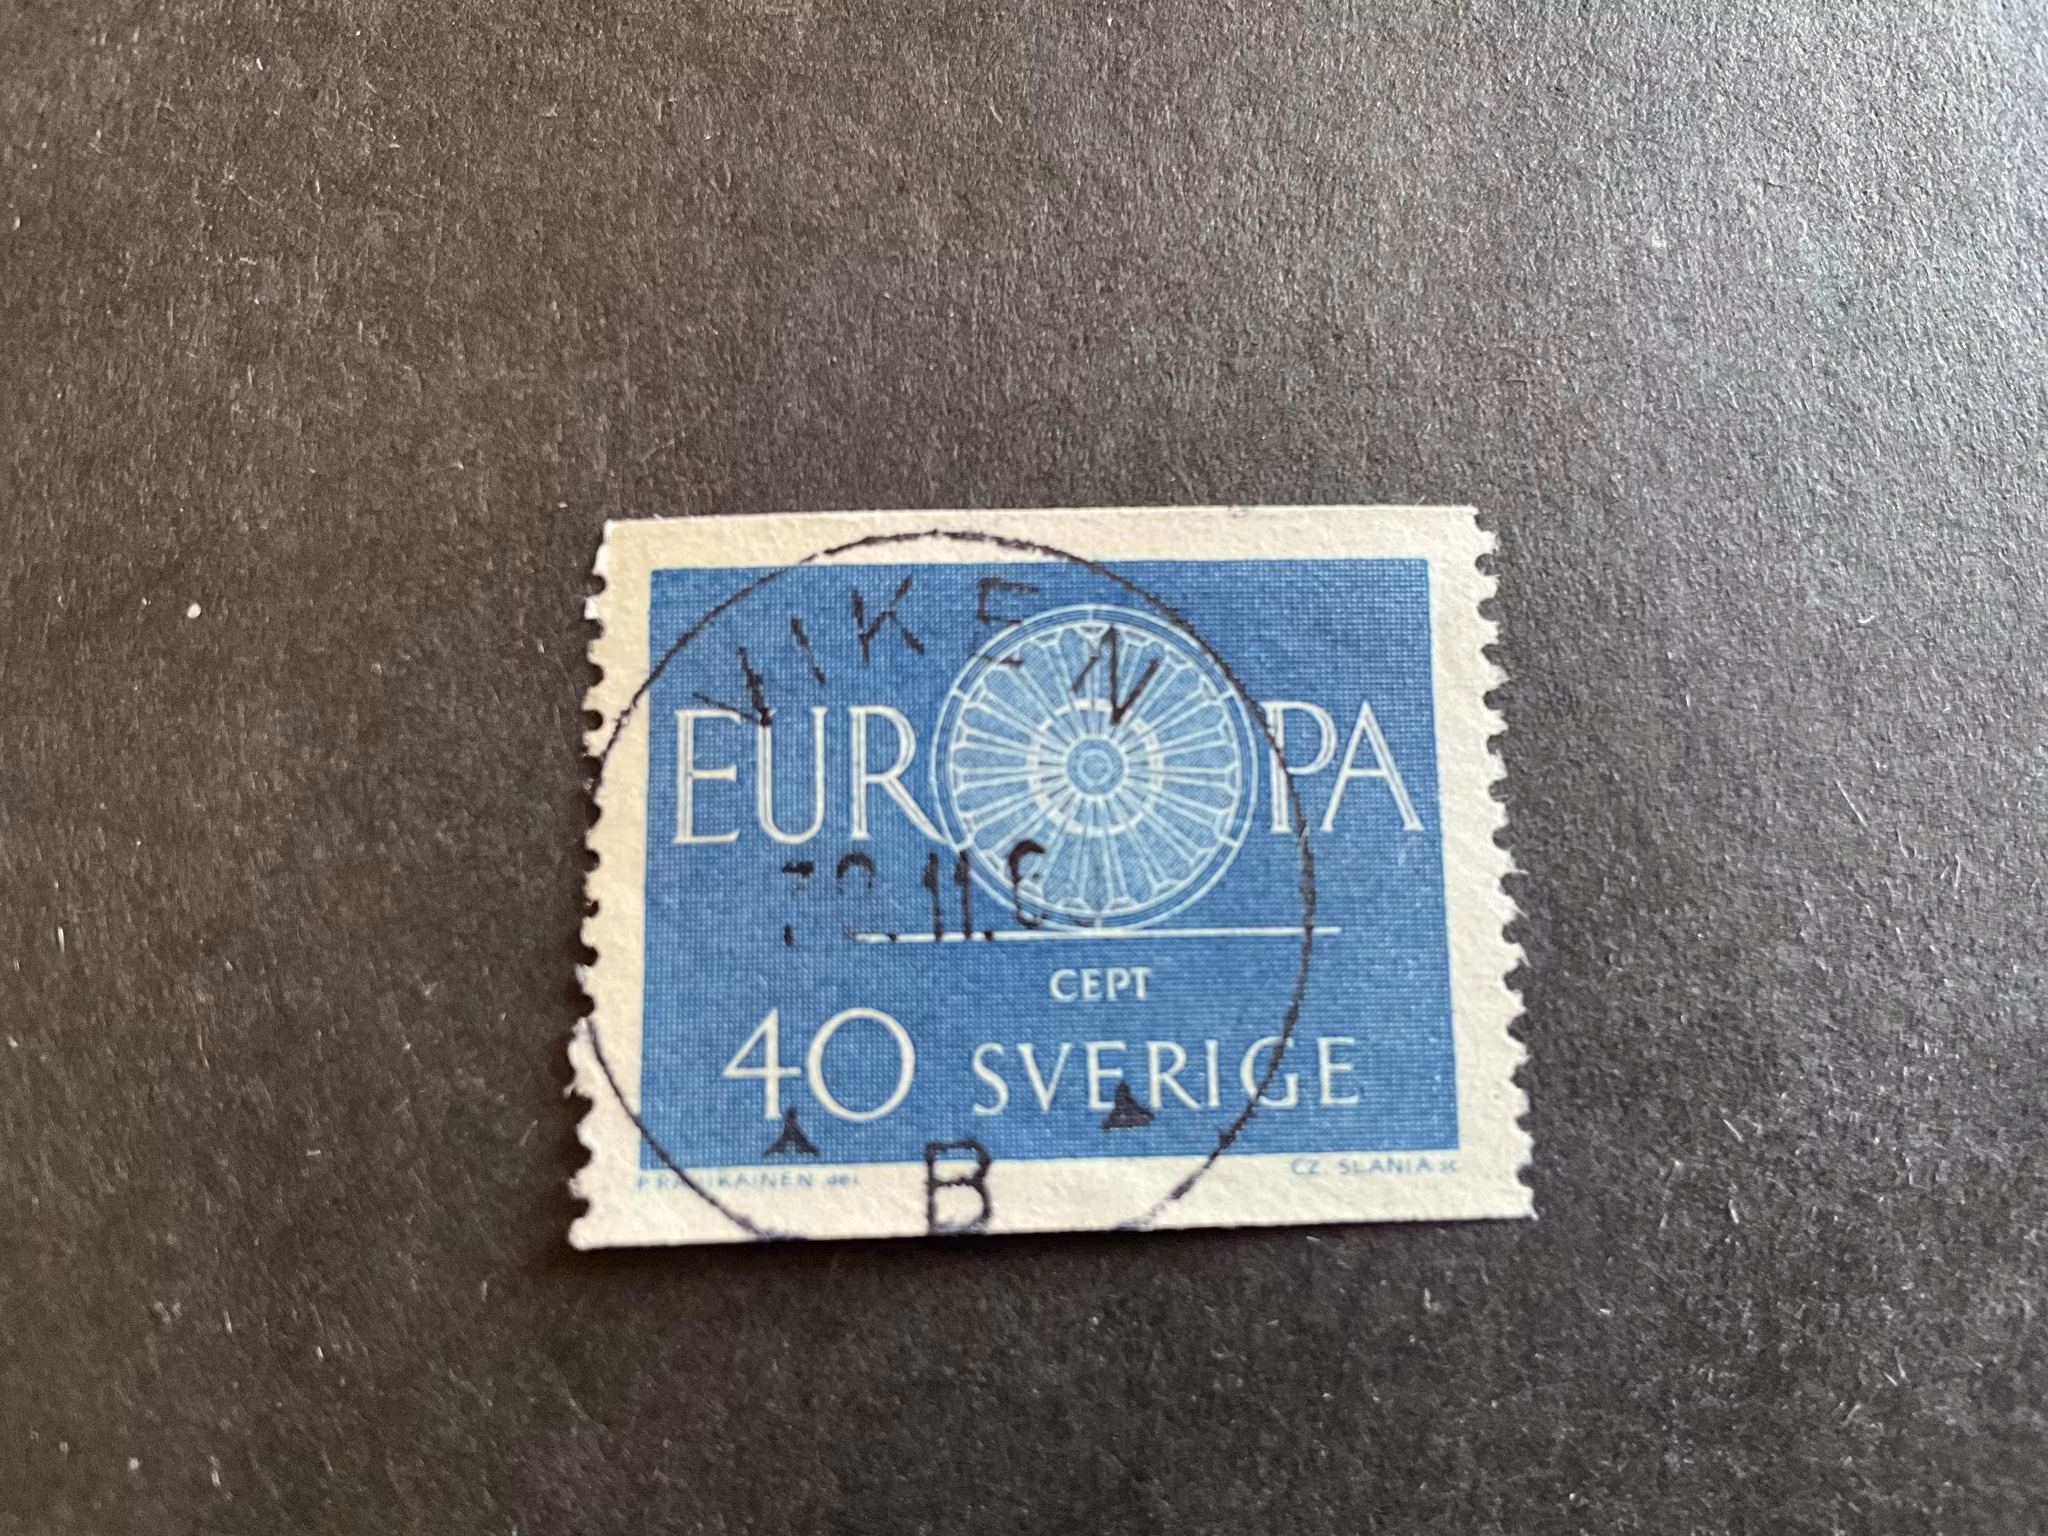 VIKEN
EUROPA
CEPT
40 SVERIGE
CZ. SLANIA sc
B